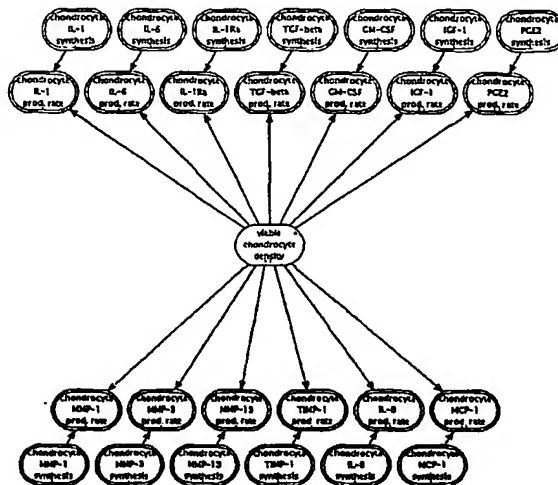 Chondrocyte
IL-1
synthesis
Chondrocyte
IL-6
synthesis
Chondrocyte
IL-1Ra
synthesis
Chondrocyte
TGF-beta
synthesis
Chondrocyte
GM-CSF
synthesis
Chondrocyte
IGF-1
synthesis
Chondrocyte
PGE2
synthesis
Chondrocyte
IL-1
prod. rate
Chondrocyte
IL-6
prod. rate
Chondrocyte
IL-1Ra
prod. rate
Chondrocyte
TGF-beta
prod. rate
Chondrocyte
GM-CSF
prod. rate
Chondrocyte
IGF-1
prod. rate
Chondrocyte
PGE2
prod. rate
viable
chondrocyte
density
Chondrocyte
MMP-1
prod. rate
Chondrocyte
MMP-3
prod. rate
Chondrocyte
MMP-13
prod. rate
Chondrocyte
TIMP-1
prod. rate
Chondrocyte
IL-8
prod. rate
Chondrocyte
MCP-1
prod. rate
Chondrocyte
MMP-1
synthesis
Chondrocyte
MMP-3
synthesis
Chondrocyte
MMP-13
synthesis
Chondrocyte
TIMP-1
synthesis
Chondrocyte
IL-8
synthesis
Chondrocyte
MCP-1
synthesis